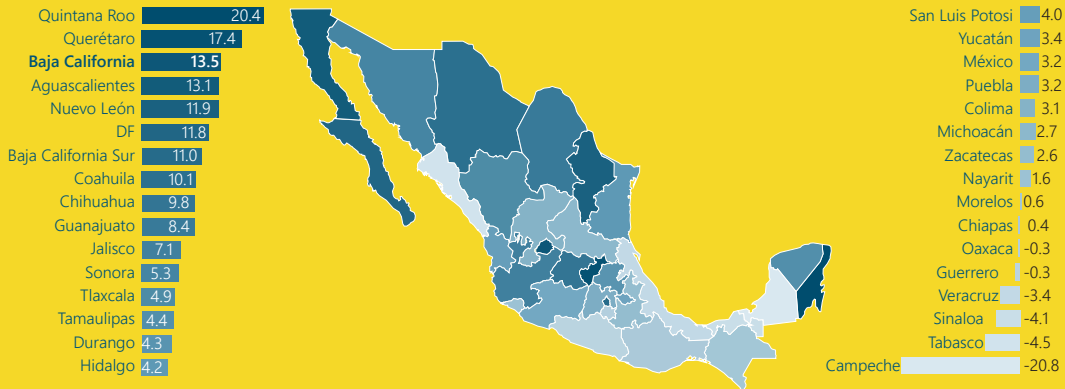 Quintana Roo 20.4
Querétaro 17.4
Baja California 13.5
Aguascalientes 13.1
Nuevo León 11.9
DF 11.8
Baja California Sur 11.0
Coahuila 10.1
Chihuahua 9.8
Guanajuato 8.4
Jalisco 7.1
Sonora 5.3
Tlaxcala 4.9
Tamaulipas 4.4
Durango 4.3
Hidalgo 4.2
San Luis Potosi 4.0
Yucatán 3.4
México 3.2
Puebla 3.2
Colima 3.1
Michoacán 2.7
Zacatecas 2.6
Nayarit 1.6
Morelos 0.6
Chiapas 0.4
Oaxaca -0.3
Guerrero -0.3
Veracruz -3.4
Sinaloa -4.1
Tabasco -4.5
Campeche -20.8